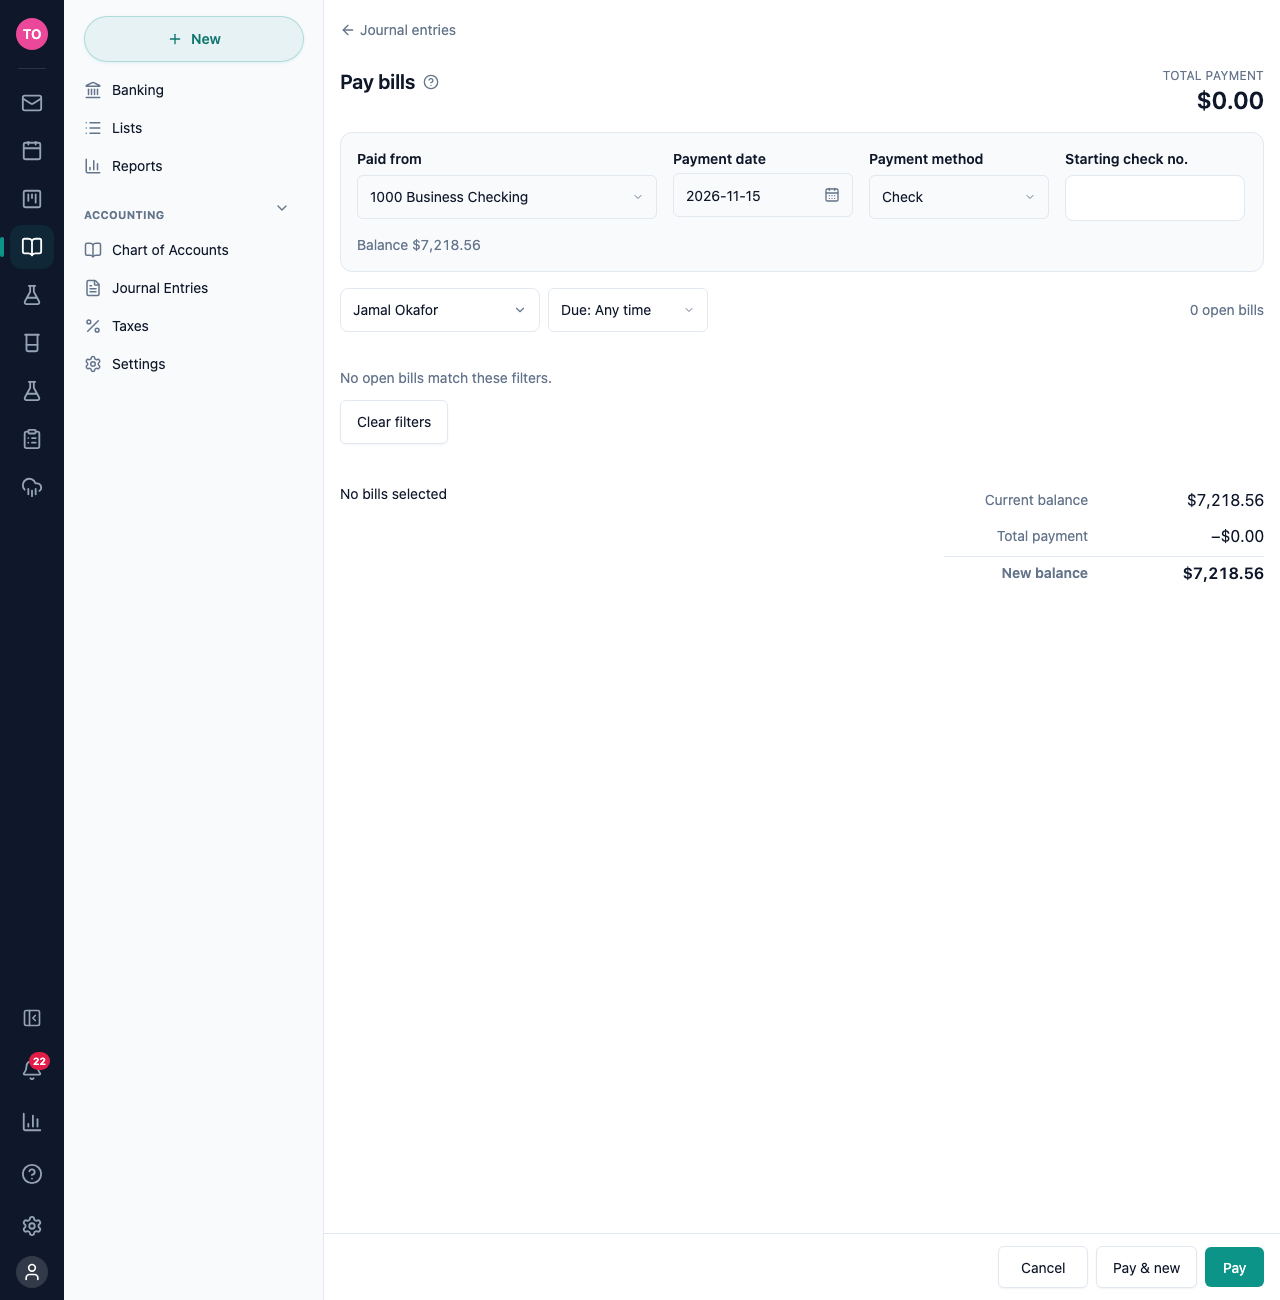 TO
New
Banking
Lists
Reports
ACCOUNTING
Chart of Accounts
Journal Entries
Taxes
Settings
22
Journal entries
Pay bills
TOTAL PAYMENT
$0.00
Paid from
Payment date
Payment method
Starting check no.
1000 Business Checking
2026-11-15
Check
Balance $7,218.56
Jamal Okafor
Due: Any time
0 open bills
No open bills match these filters.
Clear filters
No bills selected
Current balance $7,218.56
Total payment –$0.00
New balance $7,218.56
Cancel
Pay & new
Pay